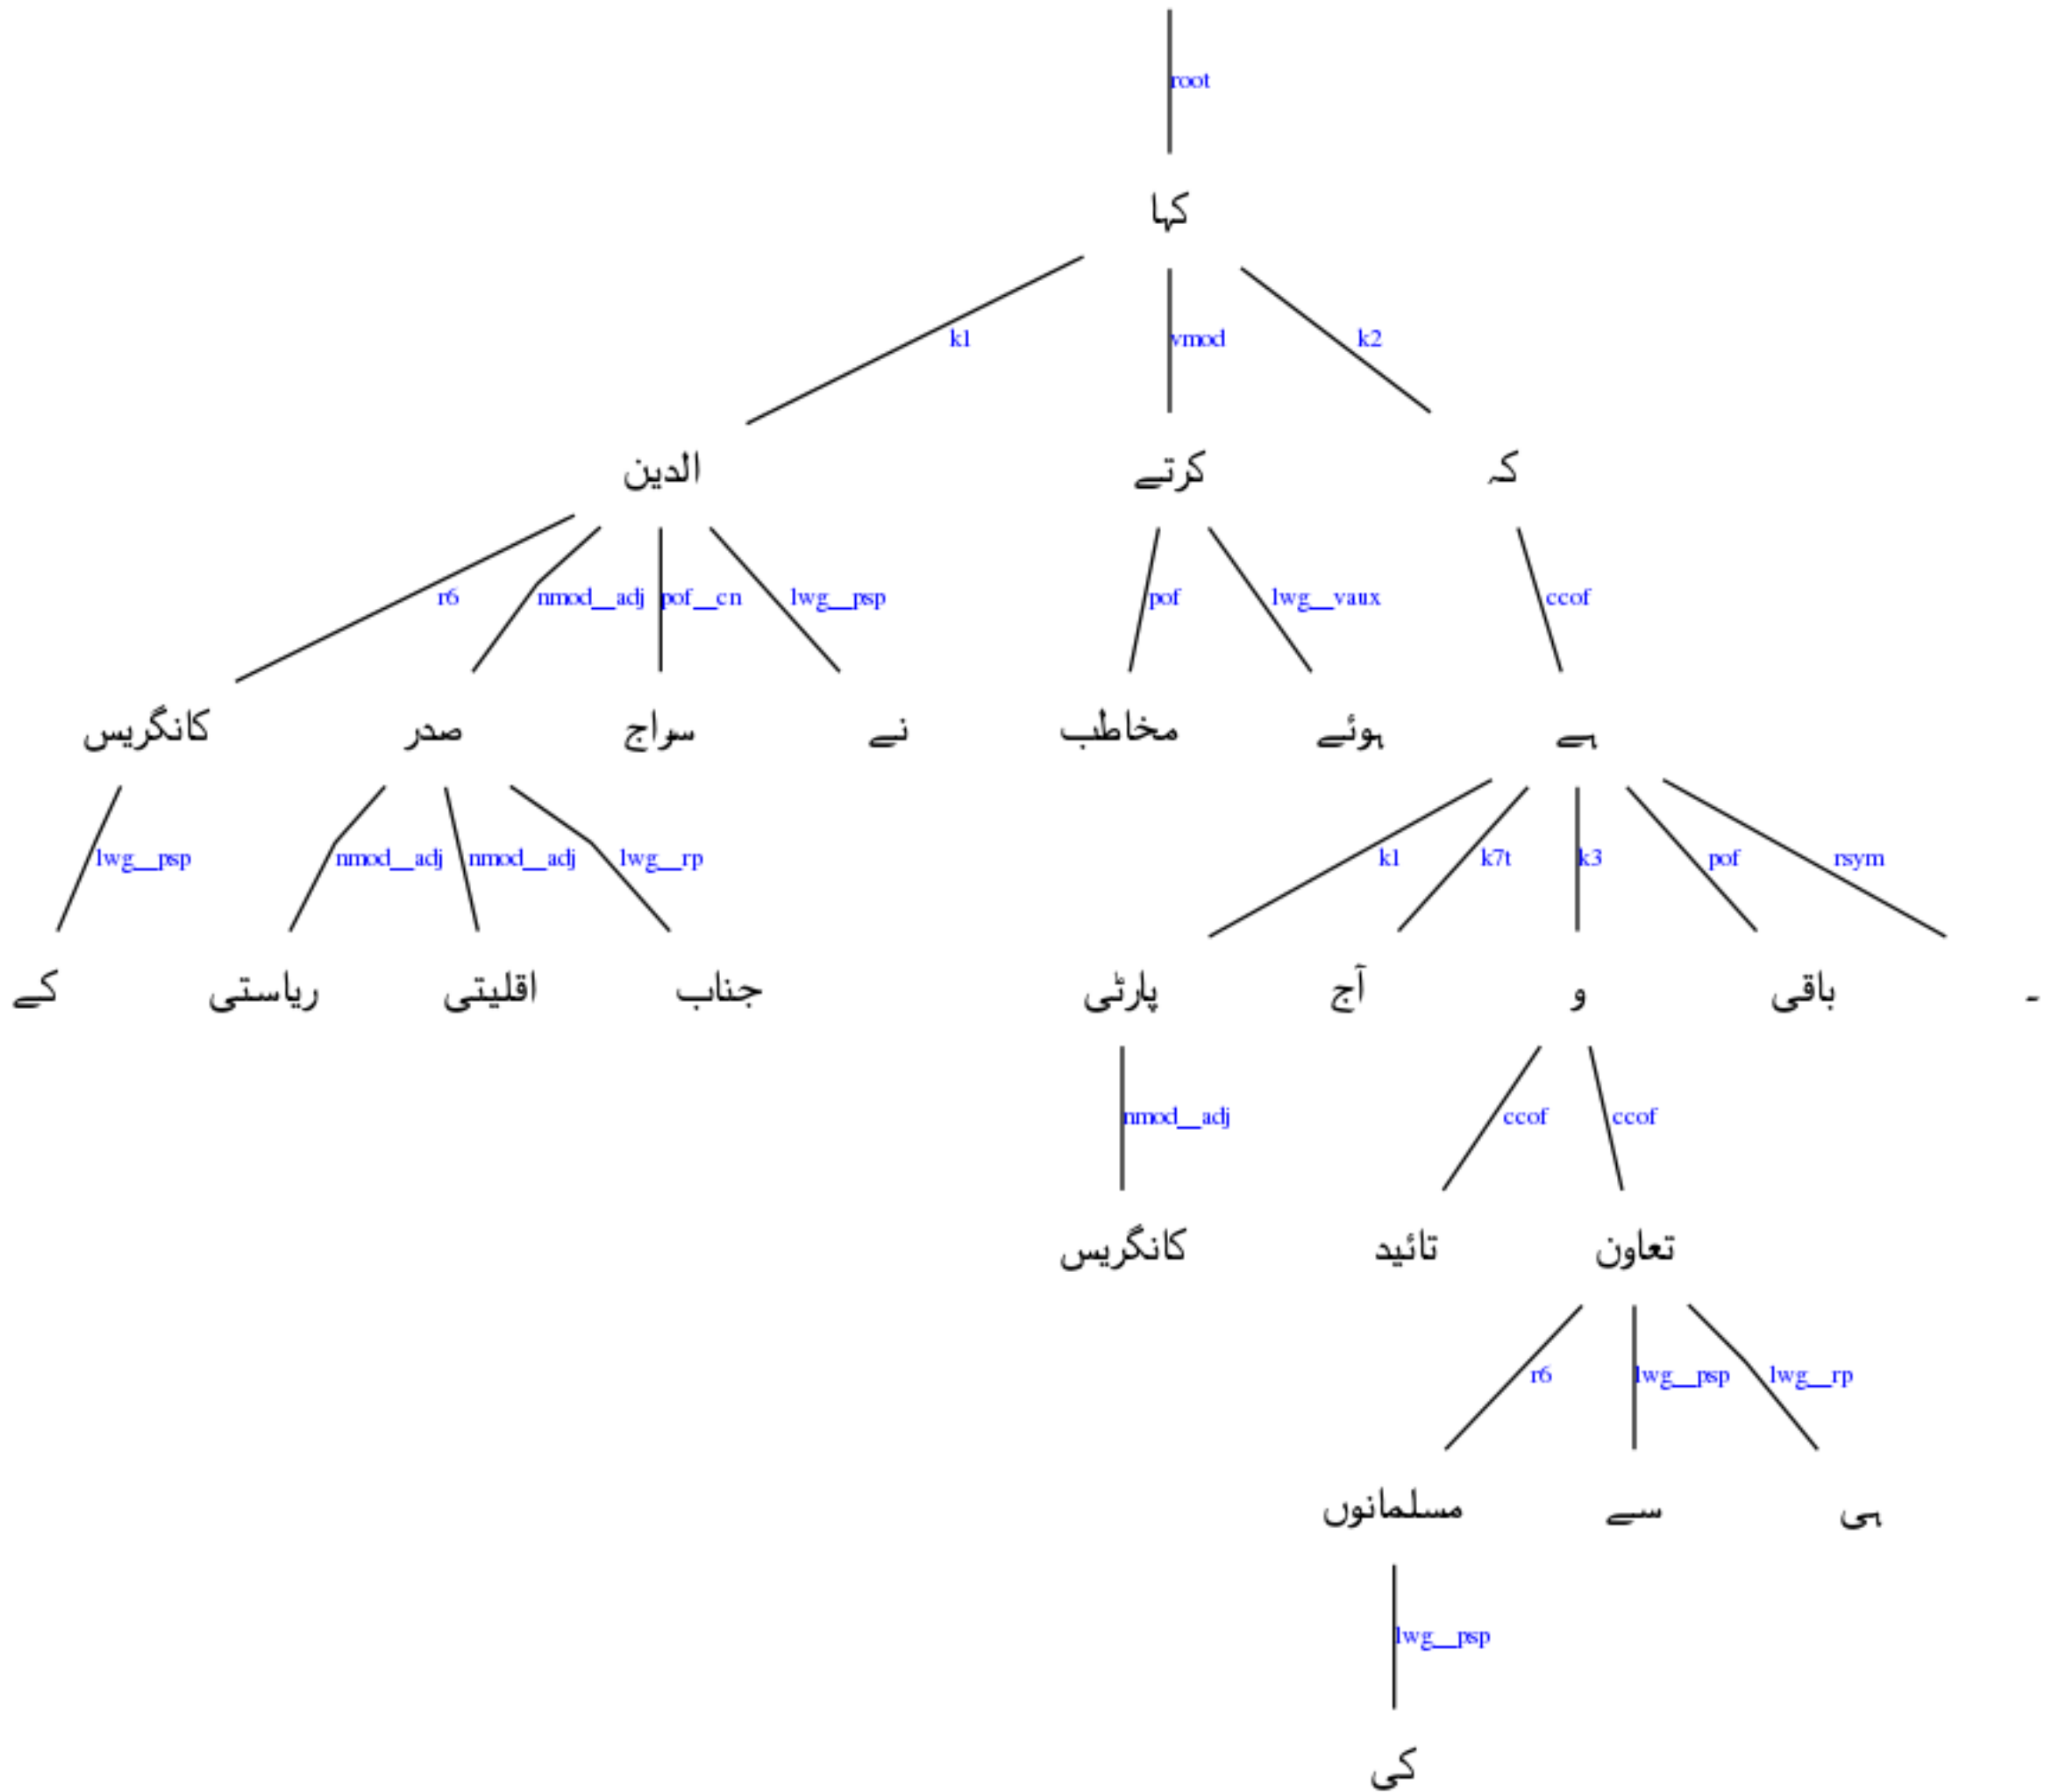 root
کہا
k1 vmod k2
الدین کرتے کہ
r6 nmod__adj pof__cn lwg__psp pof lwg__vaux ccof
کانگریس صدر سراج نے مخاطب ہوئے ہے
lwg__psp nmod__adj nmod__adj lwg__rp k1 k7t k3 pof rsym
کے ریاستی اقلیتی جناب پارٹی آج و باقی ۔
nmod__adj ccof ccof
کانگریس تائید تعاون
r6 lwg__psp lwg__rp
مسلمانوں سے ہی
lwg__psp
کی